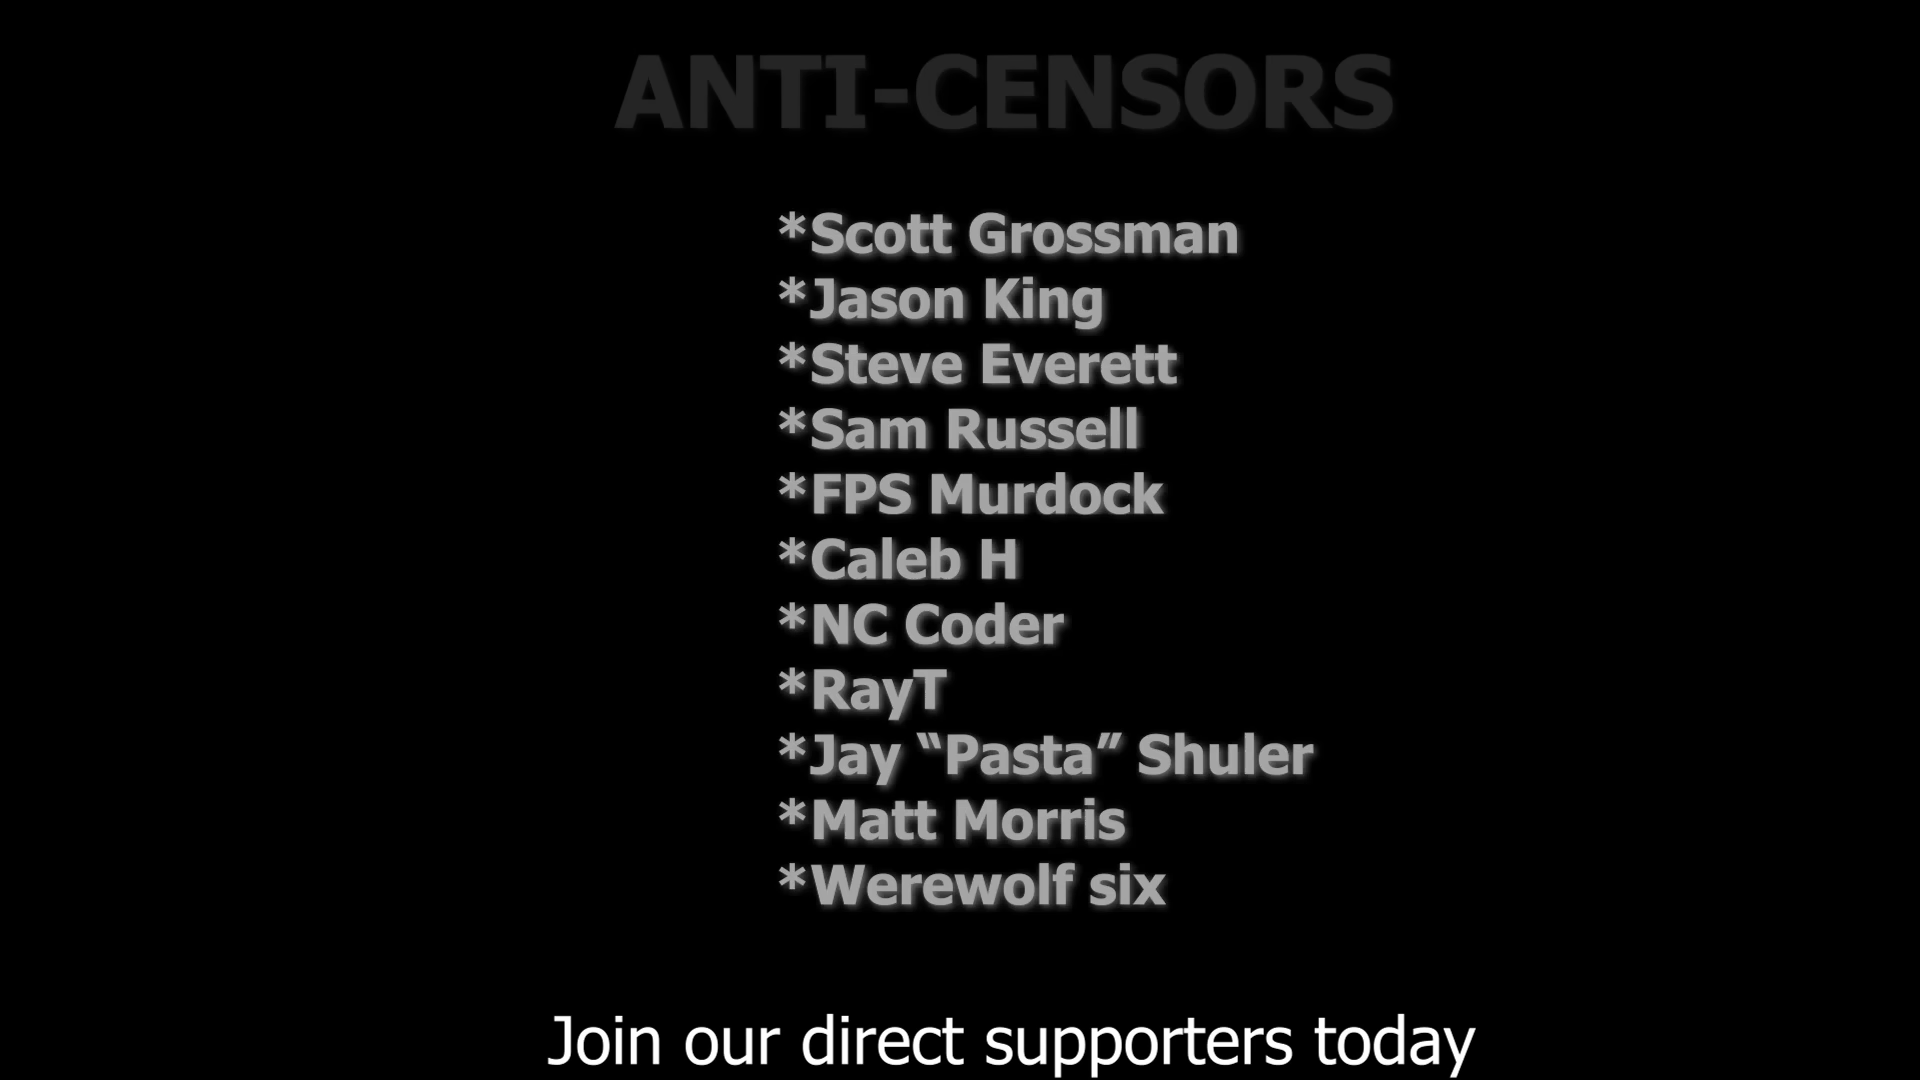 ANTI-CENSORS
*Scott Grossman
*Jason King
*Steve Everett
*Sam Russell
*FPS Murdock
*Caleb H
*NC Coder
*RayT
*Jay “Pasta” Shuler
*Matt Morris
*Werewolf six
Join our direct supporters today